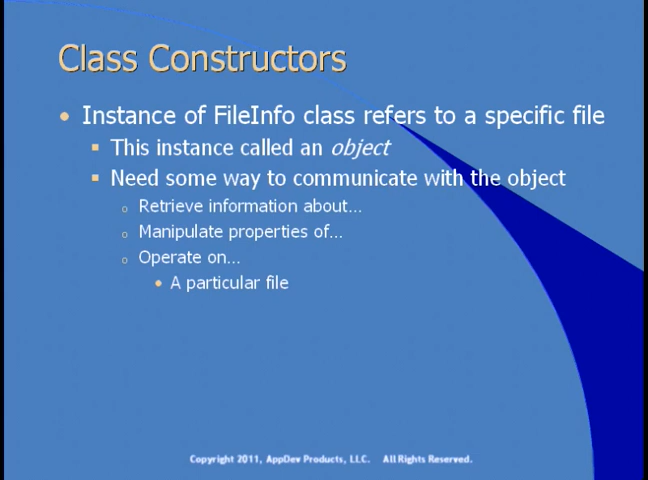 Class Constructors
Instance of FileInfo class refers to a specific file
This instance called an object
Need some way to communicate with the object
Retrieve information about...
Manipulate properties of...
Operate on...
A particular file
Copyright 2011, AppDev Products, LLC. All Rights Reserved.